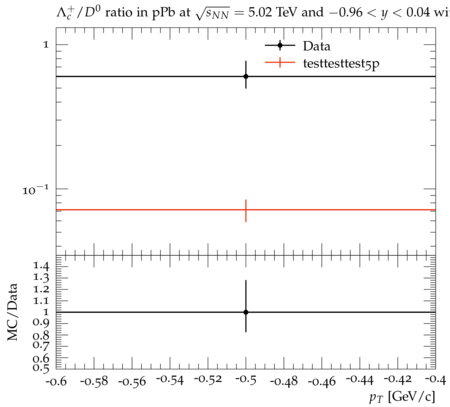 Λc+/D0 ratio in pPb at √sNN = 5.02 TeV and −0.96 < y < 0.04 wi
1
Data
testtesttest5p
10−1
MC/Data
1.4
1.3
1.2
1.1
1
0.9
0.8
0.7
0.6
0.5
-0.6 -0.58 -0.56 -0.54 -0.52 -0.5 -0.48 -0.46 -0.44 -0.42 -0.4
pT [GeV/c]